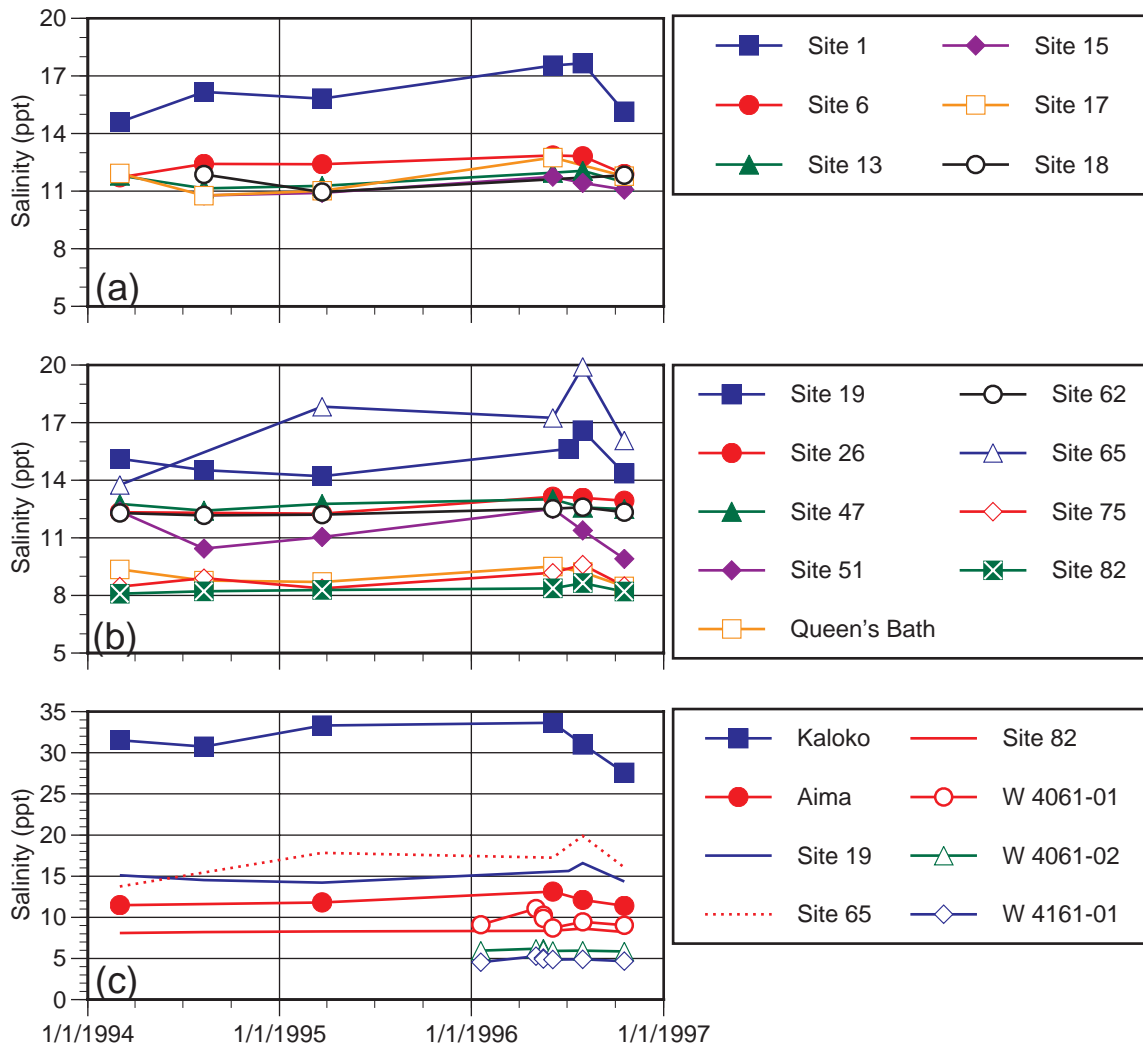 20
17
14
11
8
5
Salinity (ppt)
(a)
Site 1
Site 15
Site 6
Site 17
Site 13
Site 18
20
17
14
11
8
5
Salinity (ppt)
(b)
Site 19
Site 62
Site 26
Site 65
Site 47
Site 75
Site 51
Site 82
Queen's Bath
35
30
25
20
15
10
5
0
Salinity (ppt)
(c)
1/1/1994
1/1/1995
1/1/1996
1/1/1997
Kaloko
Site 82
Aima
W 4061-01
Site 19
W 4061-02
Site 65
W 4161-01